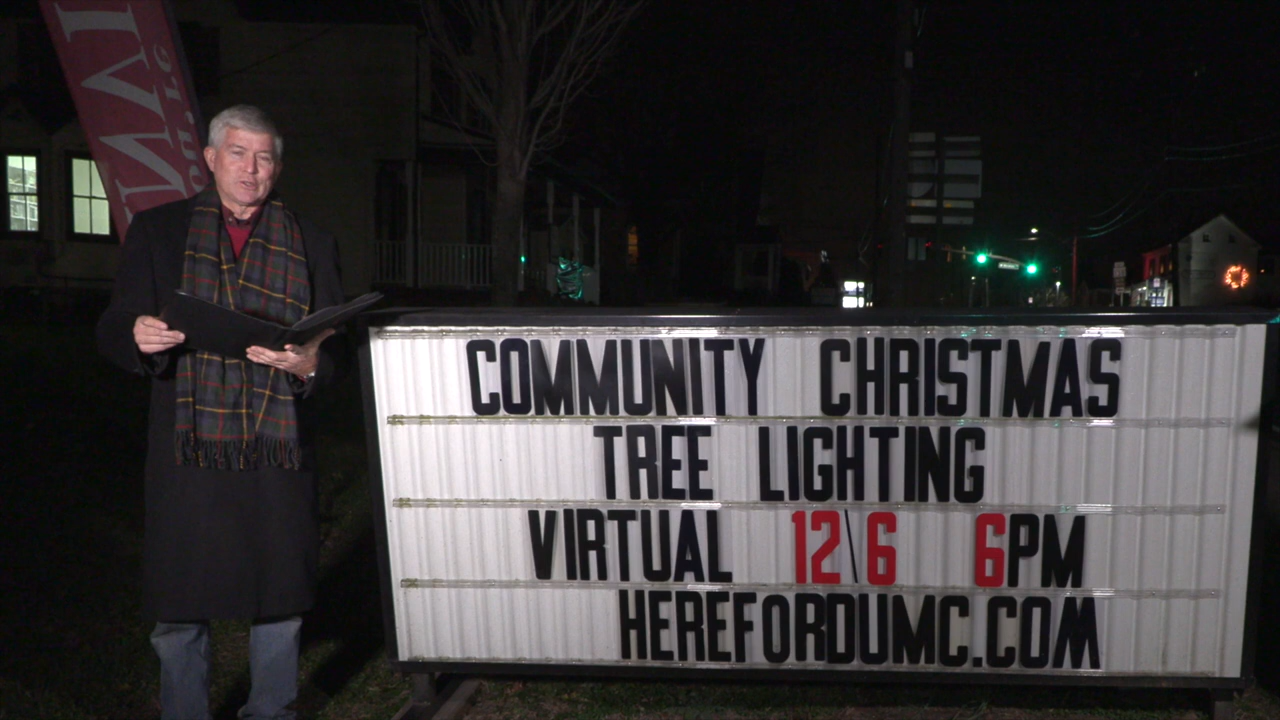 COMMUNITY CHRISTMAS
TREE LIGHTING
VIRTUAL 12\6 6PM
HEREFORDUMC.COM